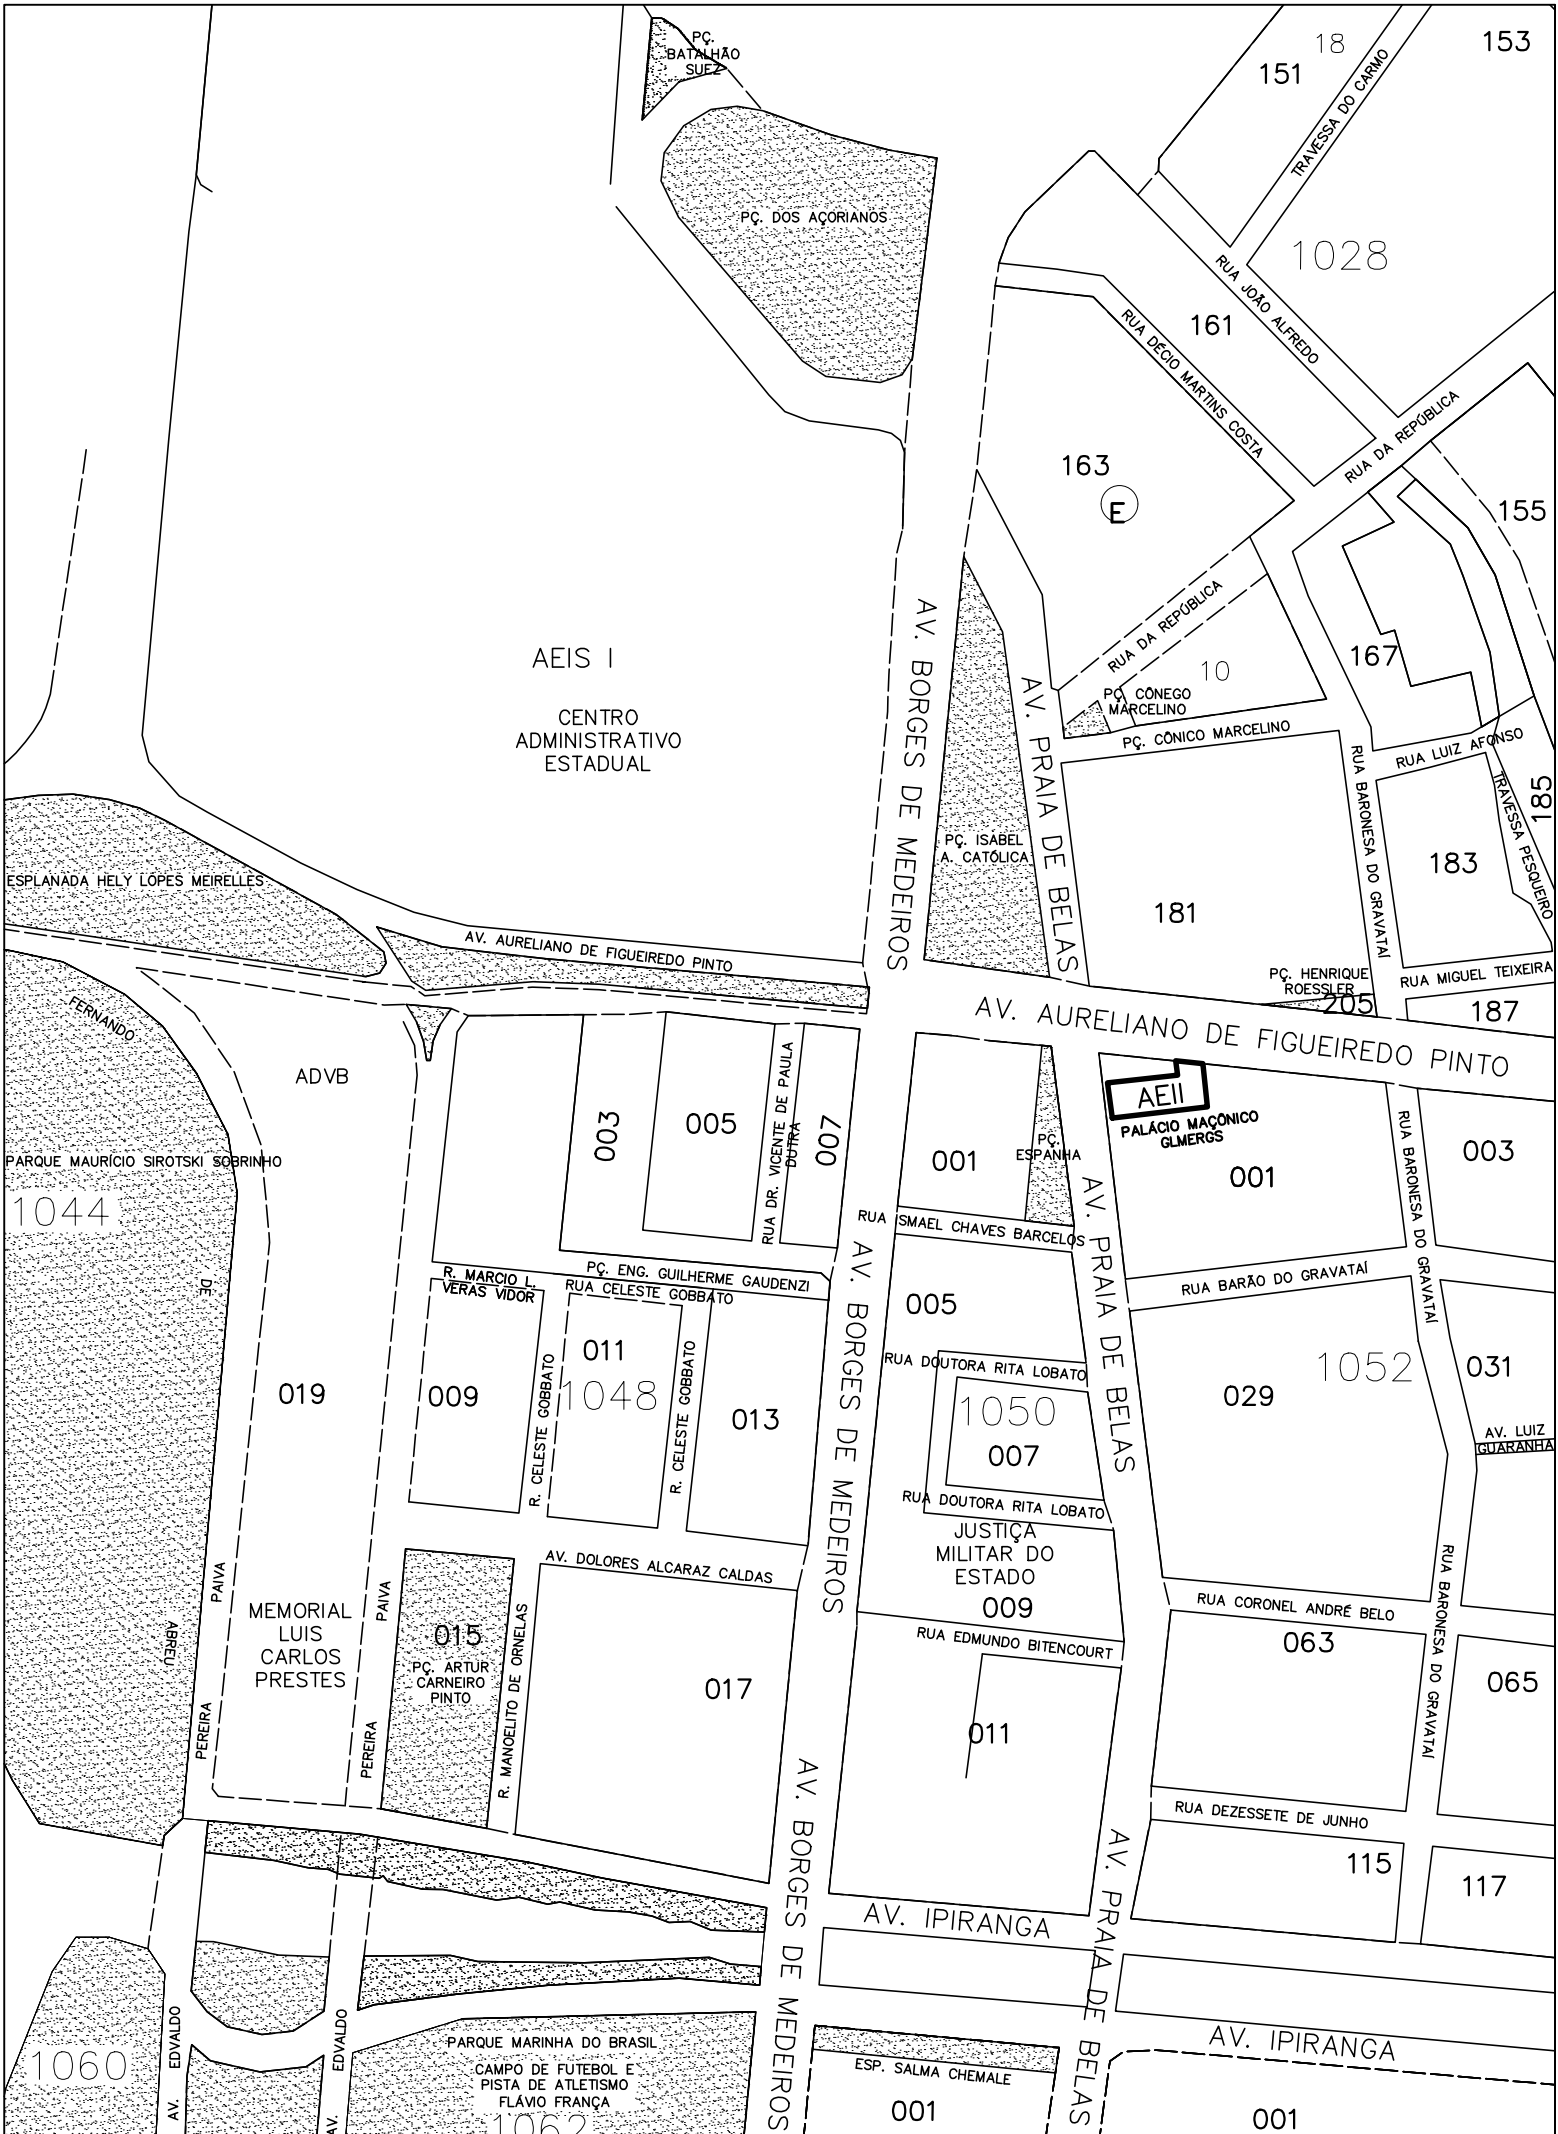 PÇ.
BATALHÃO
SUEZ
18
151
153
TRAVESSA DO CARMO
PÇ. DOS AÇORIANOS
1028
RUA JOÃO ALFREDO
161
RUA DÉCIO MARTINS COSTA
RUA DA REPÚBLICA
163
E
155
AEIS I
CENTRO
ADMINISTRATIVO
ESTADUAL
AV. BORGES DE MEDEIROS
RUA DA REPÚBLICA
10
167
PÇ CÔNEGO
MARCELINO
PÇ. CÔNICO MARCELINO
AV. PRAIA DE BELAS
RUA LUIZ AFONSO
RUA BARONESA DO GRAVATAÍ
TRAVESSA PESQUEIRO
185
183
PÇ. ISABEL
A. CATÓLICA
181
ESPLANADA HELY LOPES MEIRELLES
AV. AURELIANO DE FIGUEIREDO PINTO
PÇ. HENRIQUE
ROESSLER
205
RUA MIGUEL TEIXEIRA
187
AV. AURELIANO DE FIGUEIREDO PINTO
FERNANDO
ADVB
AEII
PALÁCIO MAÇÔNICO
GLMERGS
003
005
RUA DR. VICENTE DE PAULA
DUTRA
007
001
PÇ.
ESPANHA
001
RUA BARONESA DO GRAVATAÍ
003
PARQUE MAURÍCIO SIROTSKI SOBRINHO
1044
RUA ISMAEL CHAVES BARCELOS
AV. PRAIA DE BELAS
AV. BORGES DE MEDEIROS
DE
R. MARCIO L.
VERAS VIDOR
PÇ. ENG. GUILHERME GAUDENZI
RUA CELESTE GOBBATO
RUA BARÃO DO GRAVATAÍ
005
011
RUA DOUTORA RITA LOBATO
1052
031
019
009
R. CELESTE GOBBATO
1048
R. CELESTE GOBBATO
013
1050
007
029
AV. LUIZ
GUARANHA
RUA DOUTORA RITA LOBATO
JUSTIÇA
MILITAR DO
ESTADO
009
AV. DOLORES ALCARAZ CALDAS
PAIVA
PAIVA
MEMORIAL
LUIS
CARLOS
PRESTES
ABREU
015
PÇ. ARTUR
CARNEIRO
PINTO
R. MANOELITO DE ORNELAS
RUA CORONEL ANDRÉ BELO
RUA BARONESA DO GRAVATAÍ
RUA EDMUNDO BITENCOURT
063
065
017
011
PEREIRA
PEREIRA
AV. BORGES DE MEDEIROS
RUA DEZESSETE DE JUNHO
AV. PRAIA DE BELAS
115
117
AV. IPIRANGA
EDVALDO
EDVALDO
PARQUE MARINHA DO BRASIL
AV. IPIRANGA
1060
CAMPO DE FUTEBOL E
PISTA DE ATLETISMO
FLÁVIO FRANÇA
ESP. SALMA CHEMALE
AV.
AV.
1062
001
001